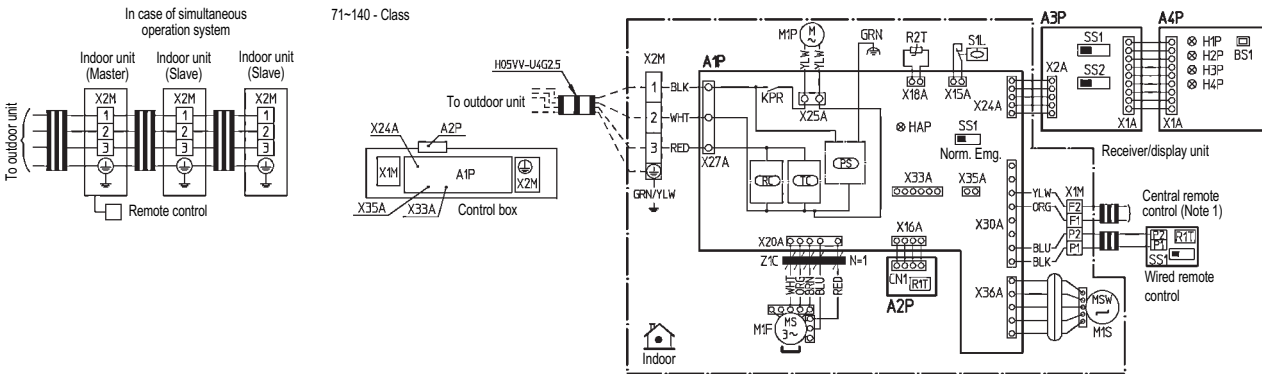 In case of simultaneous
operation system
Indoor unit
(Master)
Indoor unit
(Slave)
Indoor unit
(Slave)
X2M
X2M
X2M
1
2
3
1
2
3
1
2
3
To outdoor unit
Remote control
71~140 - Class
X24A
A2P
X1M
A1P
X2M
X35A
X33A
Control box
H05VV-U4G2.5
To outdoor unit
X2M
1
2
3
GRN/YLW
BLK
WHT
RED
A1P
X27A
M1P
M
~
YLW
YLW
KPR
X25A
GRN
R2T
X18A
S1L
X15A
X24A
HAP
SS1
Norm. Emg.
RC
TC
PS
X33A
X35A
X30A
X20A
X16A
Z1C
N=1
WHT
ORG
BRN
BLU
RED
M1F
MS
3~
CN1
R1T
A2P
X36A
Indoor
A3P
SS1
SS2
X2A
X1A
A4P
H1P
H2P
H3P
H4P
BS1
X1A
Receiver/display unit
YLW
ORG
BLU
BLK
X1M
F2
F1
P2
P1
Central remote
control (Note 1)
P2
P1
R1T
SS1
Wired remote
control
MSW
M1S